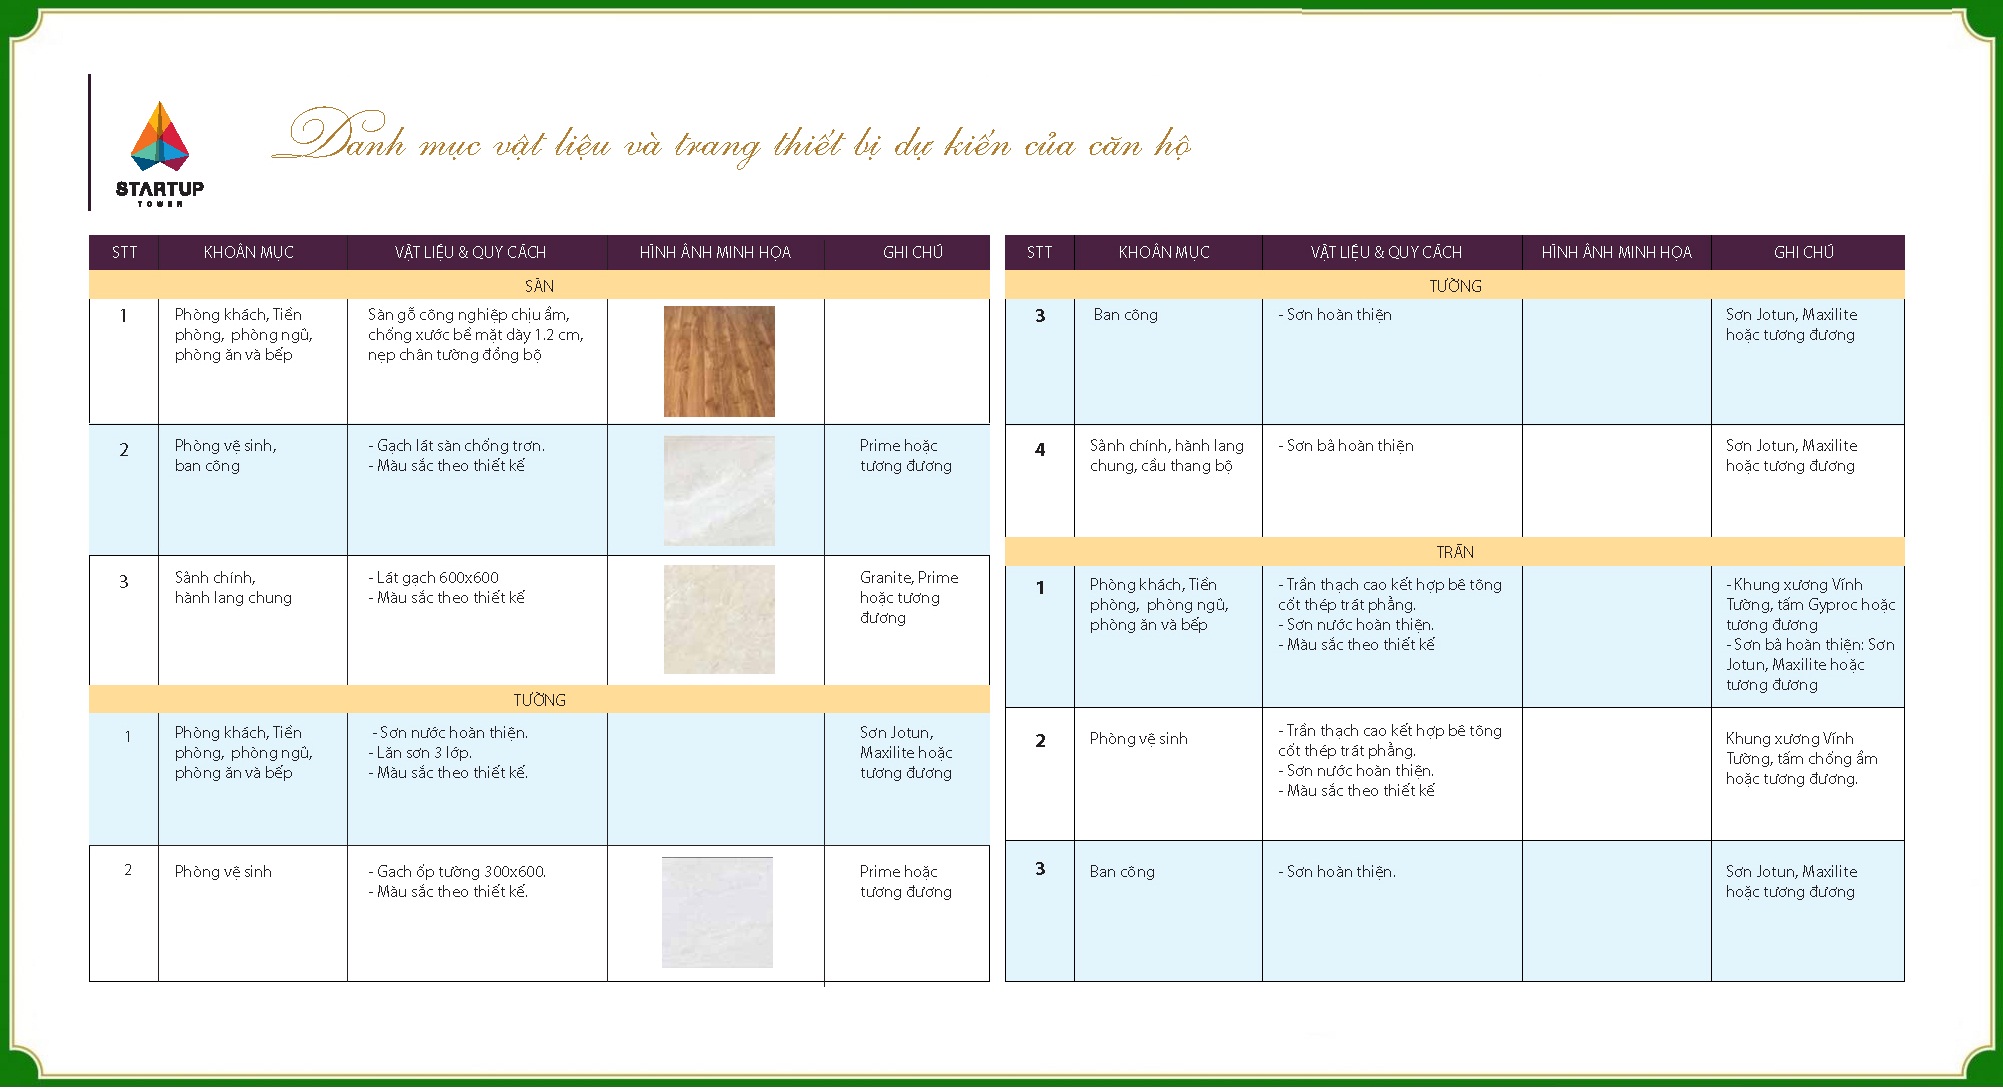 STARTUP
TOWER
Danh mục vật liệu và trang thiết bị dự kiến của căn hộ
STT KHOẢN MỤC VẬT LIỆU & QUY CÁCH HÌNH ẢNH MINH HỌA GHI CHÚ
SÀN
1
Phòng khách, Tiền
phòng, phòng ngủ,
phòng ăn và bếp
Sàn gỗ công nghiệp chịu ẩm,
chống xước bề mặt dày 1.2 cm,
nẹp chân tường đồng bộ
2
Phòng vệ sinh,
ban công
- Gạch lát sàn chống trơn.
- Màu sắc theo thiết kế
Prime hoặc
tương đương
3
Sảnh chính,
hành lang chung
- Lát gạch 600x600
- Màu sắc theo thiết kế
Granite, Prime
hoặc tương
đương
TƯỜNG
1
Phòng khách, Tiền
phòng, phòng ngủ,
phòng ăn và bếp
- Sơn nước hoàn thiện.
- Lăn sơn 3 lớp.
- Màu sắc theo thiết kế.
Sơn Jotun,
Maxilite hoặc
tương đương
2
Phòng vệ sinh
- Gạch ốp tường 300x600.
- Màu sắc theo thiết kế.
Prime hoặc
tương đương
STT KHOẢN MỤC VẬT LIỆU & QUY CÁCH HÌNH ẢNH MINH HỌA GHI CHÚ
TƯỜNG
3
Ban công
- Sơn hoàn thiện
Sơn Jotun, Maxilite
hoặc tương đương
4
Sảnh chính, hành lang
chung, cầu thang bộ
- Sơn bả hoàn thiện
Sơn Jotun, Maxilite
hoặc tương đương
TRẦN
1
Phòng khách, Tiền
phòng, phòng ngủ,
phòng ăn và bếp
- Trần thạch cao kết hợp bê tông
cốt thép trát phẳng.
- Sơn nước hoàn thiện.
- Màu sắc theo thiết kế
- Khung xương Vĩnh
Tường, tấm Gyproc hoặc
tương đương
- Sơn bả hoàn thiện: Sơn
Jotun, Maxilite hoặc
tương đương
2
Phòng vệ sinh
- Trần thạch cao kết hợp bê tông
cốt thép trát phẳng.
- Sơn nước hoàn thiện.
- Màu sắc theo thiết kế
Khung xương Vĩnh
Tường, tấm chống ẩm
hoặc tương đương.
3
Ban công
- Sơn hoàn thiện.
Sơn Jotun, Maxilite
hoặc tương đương